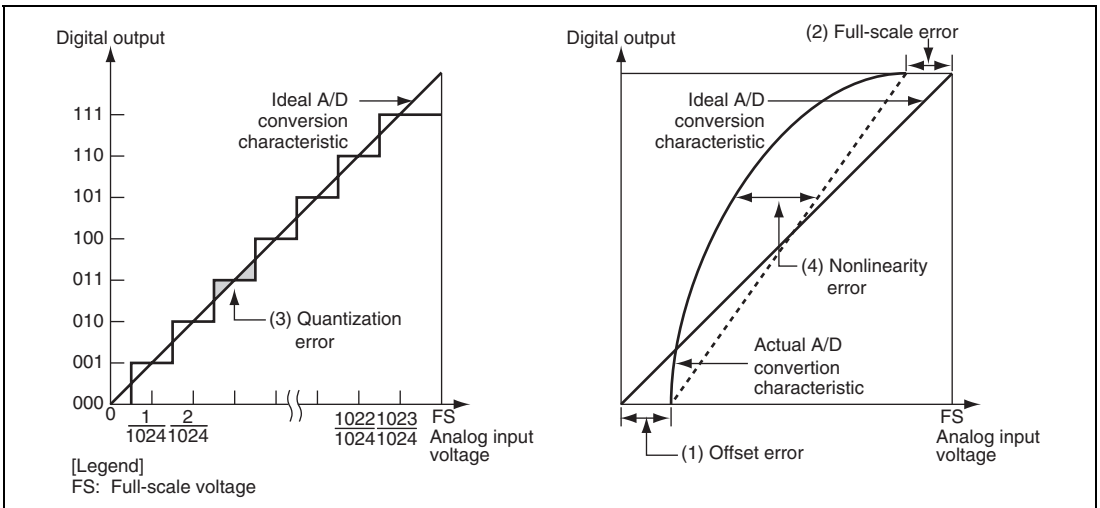 Digital output
111
110
101
100
011
010
001
000
Ideal A/D
conversion
characteristic
(3) Quantization
error
0
1
1024
2
1024
1022
1024
1023
1024
FS
Analog input
voltage
[Legend]
FS: Full-scale voltage
Digital output
(2) Full-scale error
Ideal A/D
conversion
characteristic
(4) Nonlinearity
error
Actual A/D
convertion
characteristic
FS
Analog input
voltage
(1) Offset error